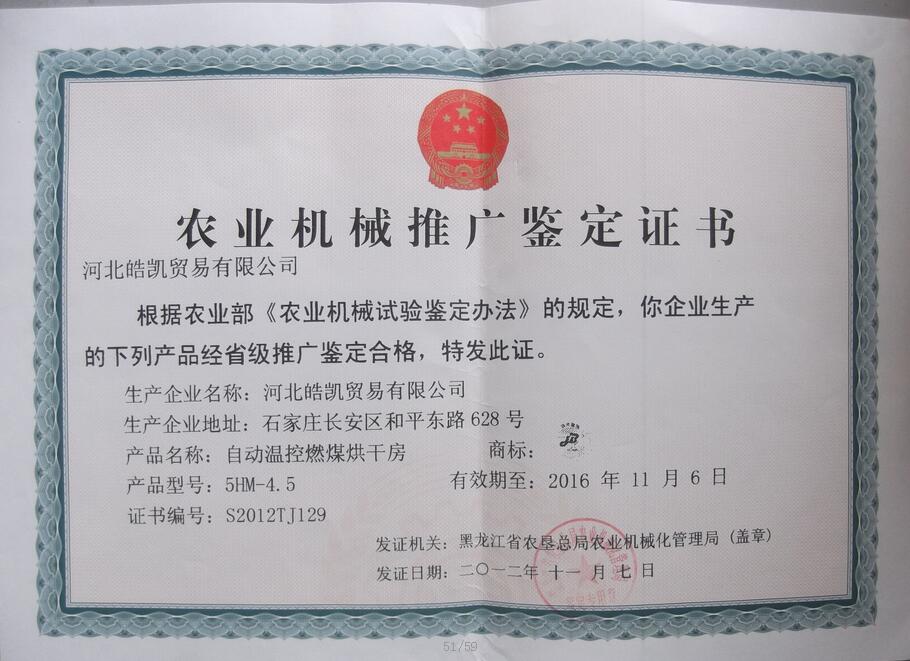 农业机械推广鉴定证书
河北皓凯贸易有限公司
根据农业部《农业机械试验鉴定办法》的规定，你企业生产
的下列产品经省级推广鉴定合格，特发此证。
生产企业名称：河北皓凯贸易有限公司
生产企业地址：石家庄长安区和平东路628号
产品名称：自动温控燃煤烘干房 商标：
产品型号：5HM-4.5 有效期至：2016 年 11 月 6 日
证书编号：S2012TJ129
发证机关：黑龙江省农垦总局农业机械化管理局（盖章）
发证日期：二〇一二年 十一 月 七 日
51/59